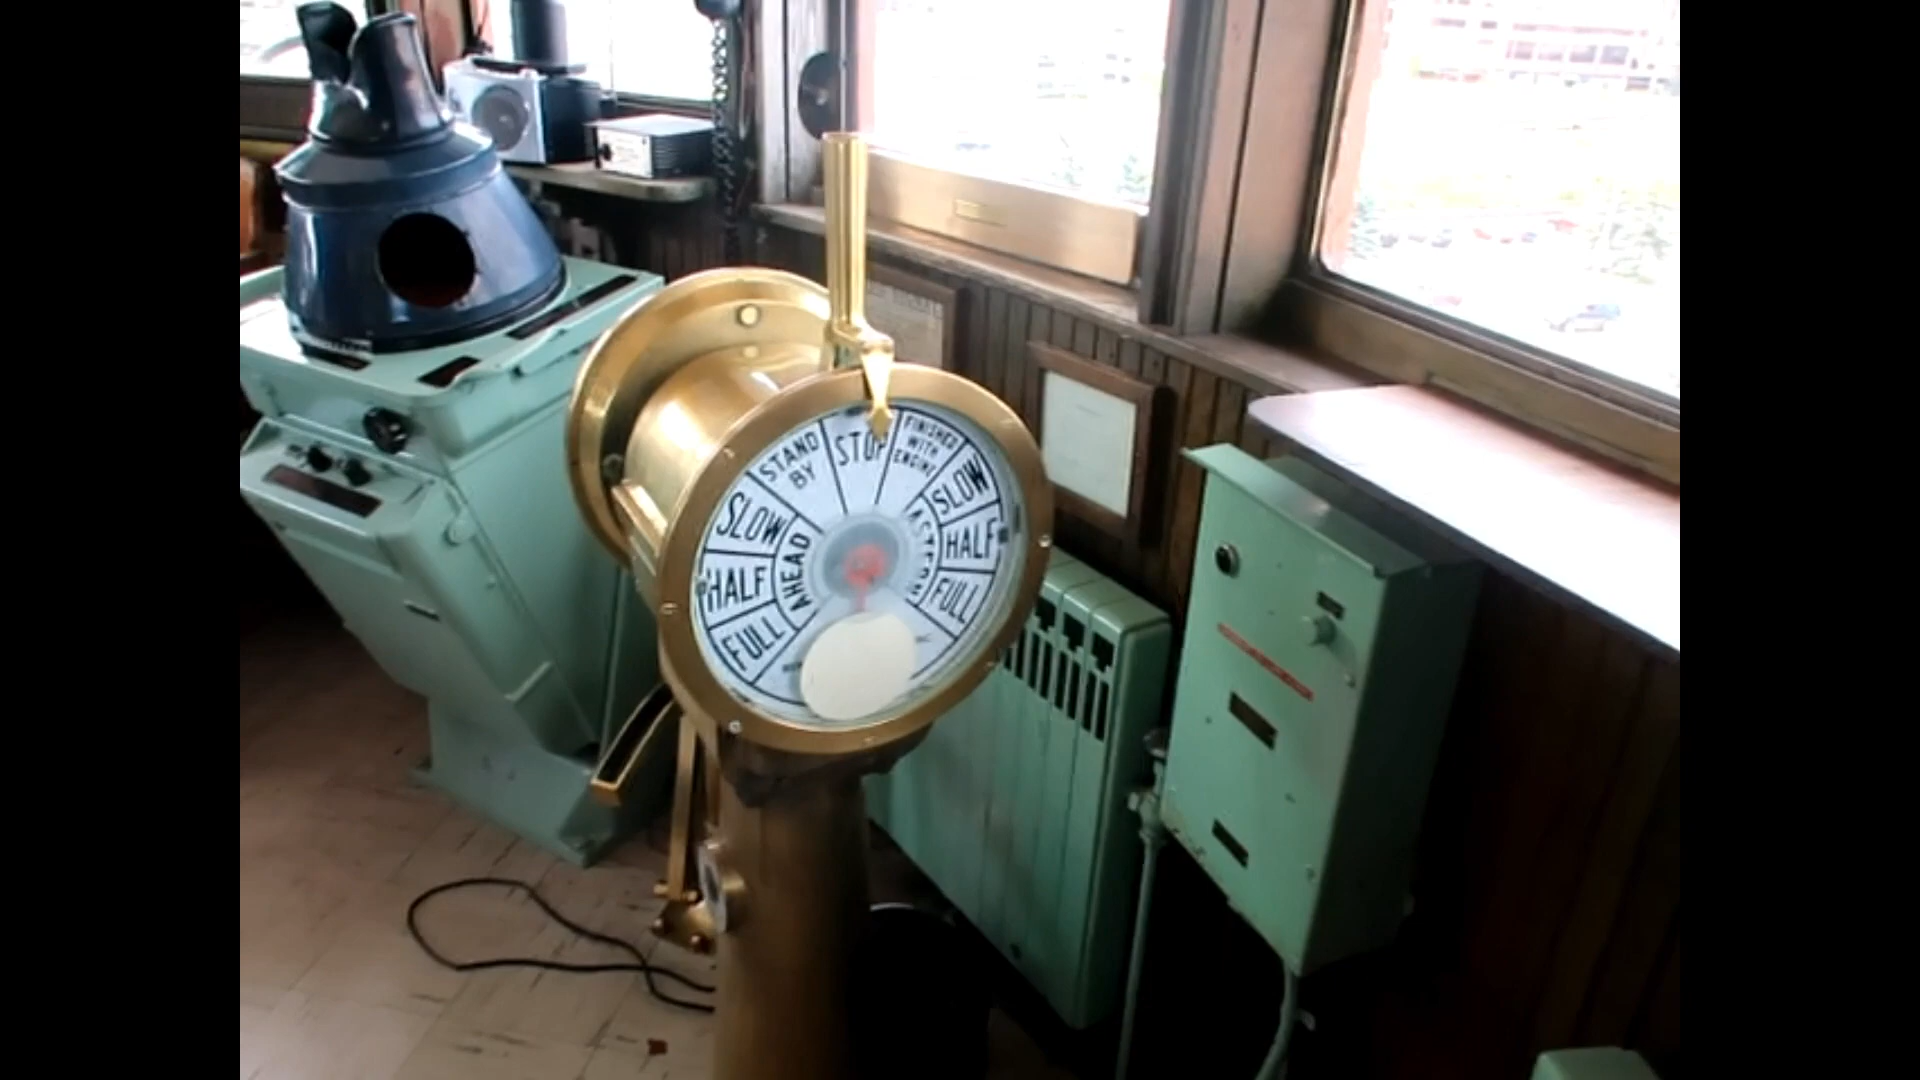 STAND
BY
STOP
FINISHED
WITH
ENGINE
SLOW
HALF
FULL
SLOW
HALF
FULL
AHEAD
ASTERN